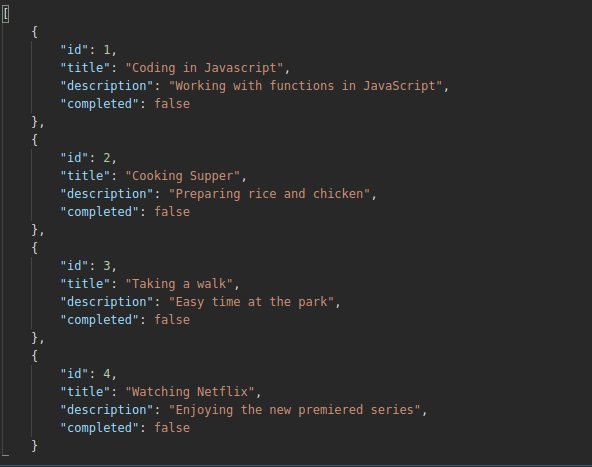 [
    {
        "id": 1,
        "title": "Coding in Javascript",
        "description": "Working with functions in JavaScript",
        "completed": false
    },
    {
        "id": 2,
        "title": "Cooking Supper",
        "description": "Preparing rice and chicken",
        "completed": false
    },
    {
        "id": 3,
        "title": "Taking a walk",
        "description": "Easy time at the park",
        "completed": false
    },
    {
        "id": 4,
        "title": "Watching Netflix",
        "description": "Enjoying the new premiered series",
        "completed": false
    }